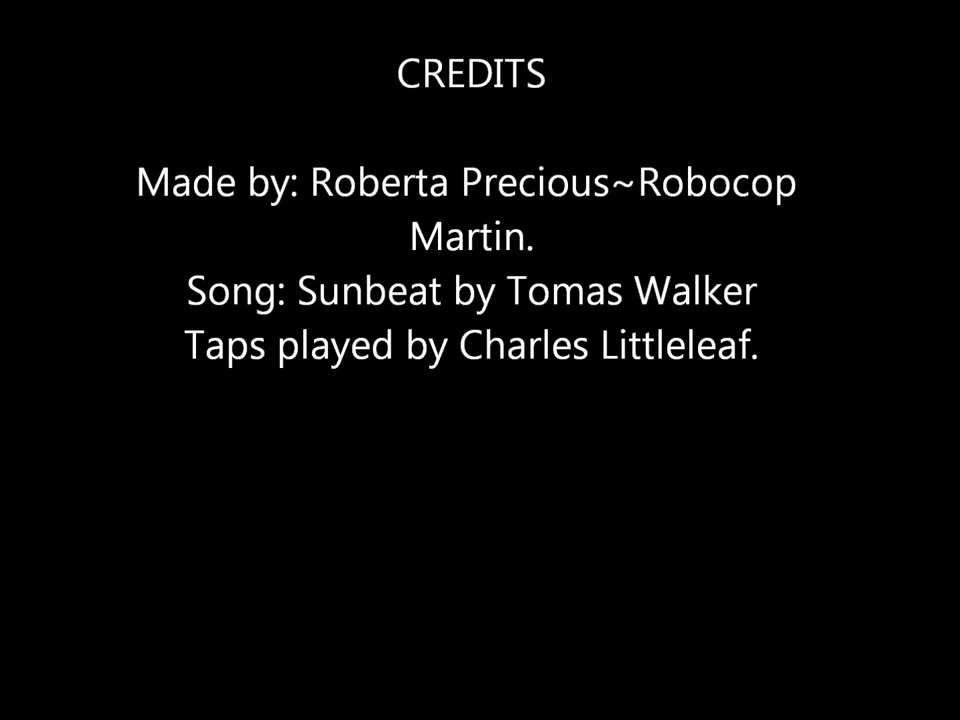 CREDITS
Made by: Roberta Precious~Robocop
Martin.
Song: Sunbeat by Tomas Walker
Taps played by Charles Littleleaf.